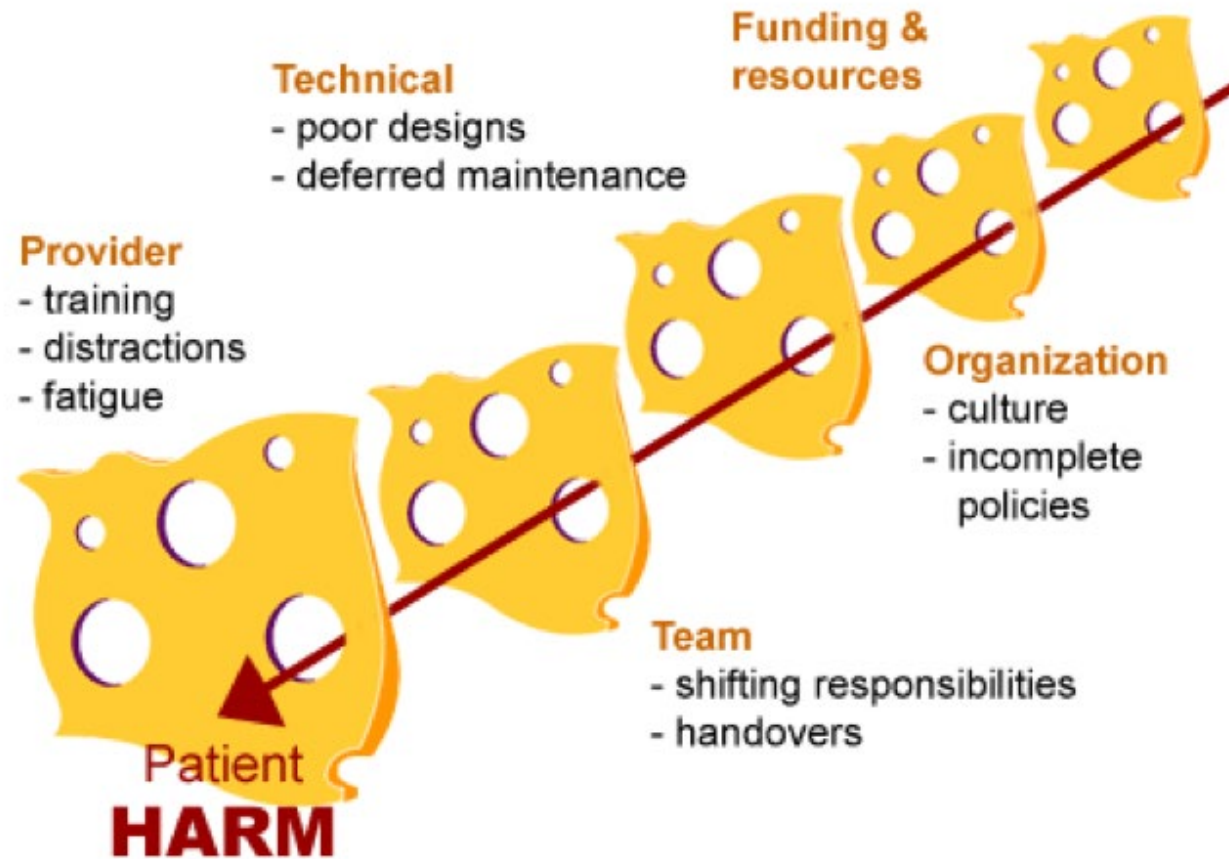 Funding &
resources
Technical
- poor designs
- deferred maintenance
Provider
- training
- distractions
- fatigue
Organization
- culture
- incomplete
policies
Team
- shifting responsibilities
- handovers
Patient
HARM